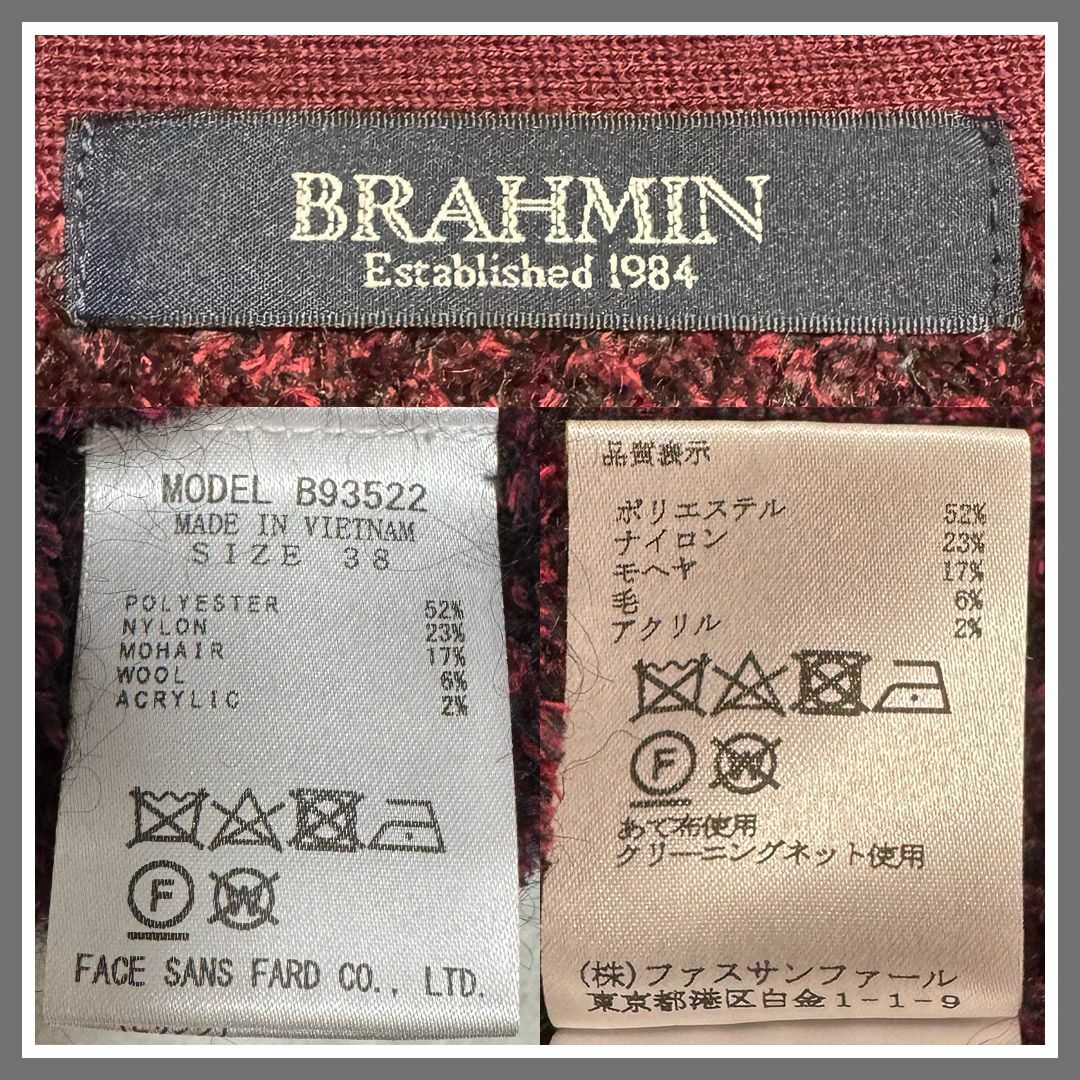 BRAHMIN
Established 1984
MODEL B93522
MADE IN VIETNAM
SIZE 38
POLYESTER 52%
NYLON 23%
MOHAIR 17%
WOOL 6%
ACRYLIC 2%
F
W
FACE SANS FARD CO., LTD.
品質表示
ポリエステル 52%
ナイロン 23%
モヘヤ 17%
毛 6%
アクリル 2%
F
W
あて布使用
クリーニングネット使用
(株)ファスサンファール
東京都港区白金1-1-9